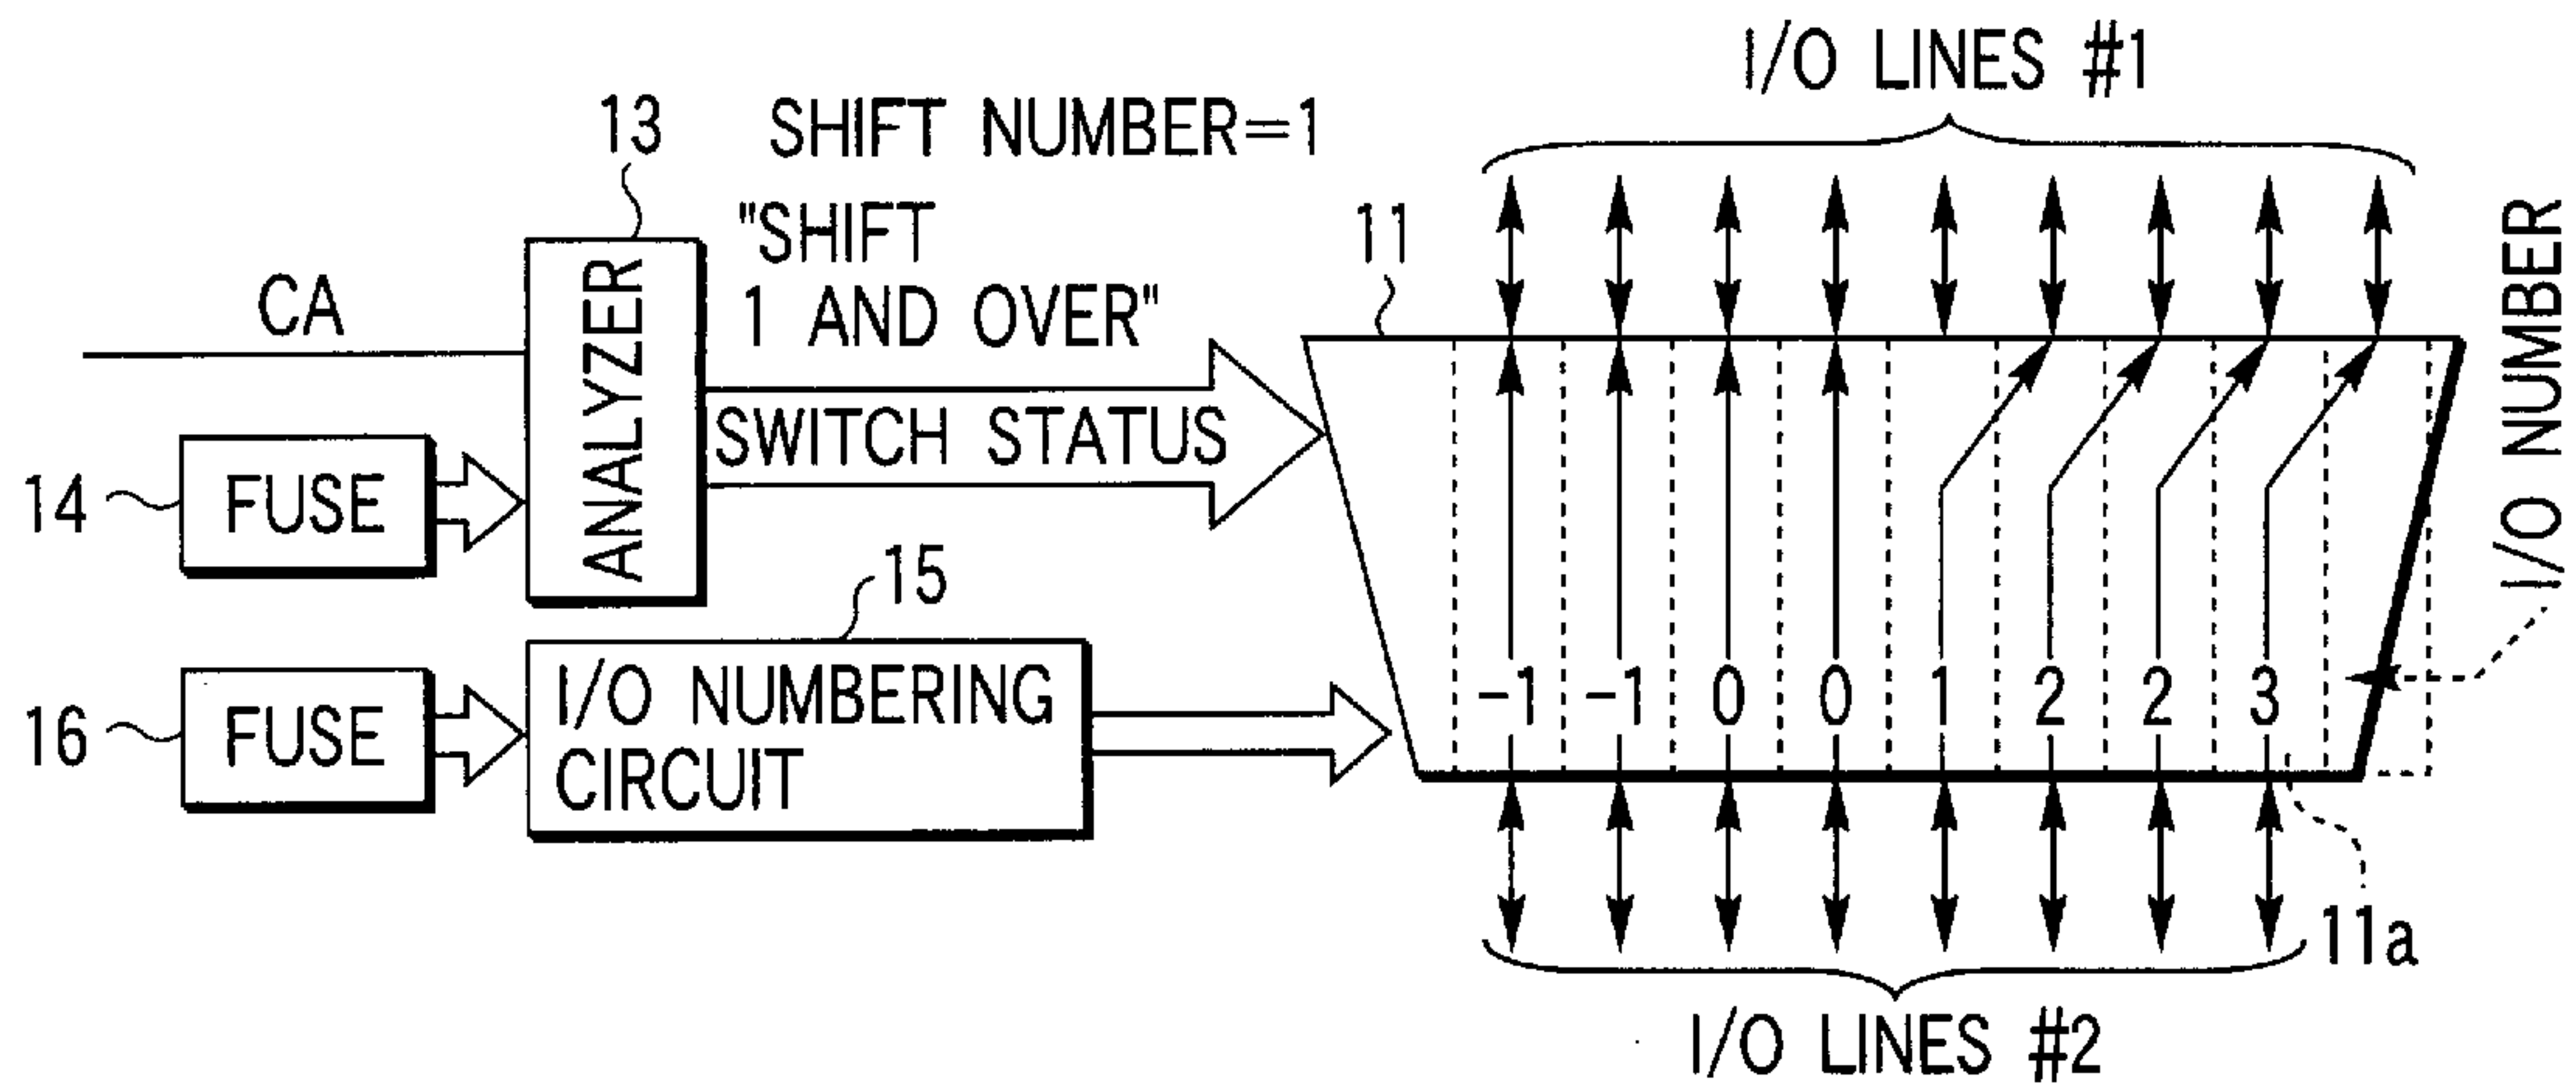 I/O LINES #1
13
SHIFT NUMBER=1
"SHIFT
1 AND OVER"
11
CA
ANALYZER
SWITCH STATUS
I/O NUMBER
14
FUSE
15
16
FUSE
I/O NUMBERING
CIRCUIT
-1 -1 0 0 1 2 2 3
11a
I/O LINES #2